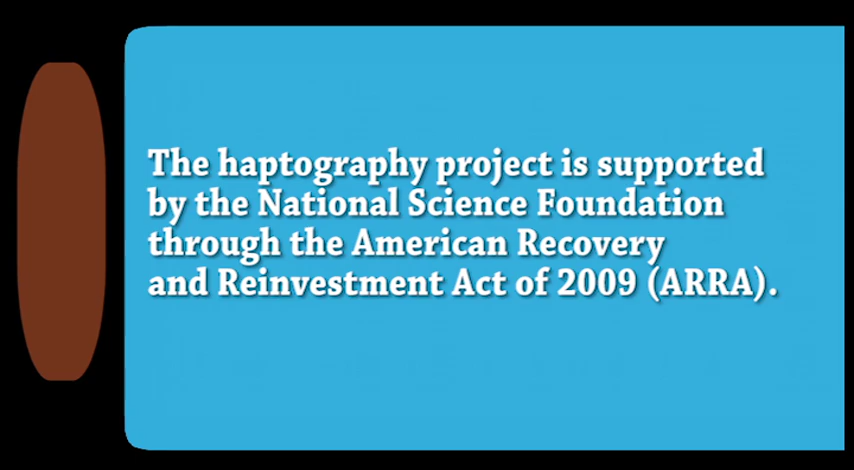 The haptography project is supported
by the National Science Foundation
through the American Recovery
and Reinvestment Act of 2009 (ARRA).